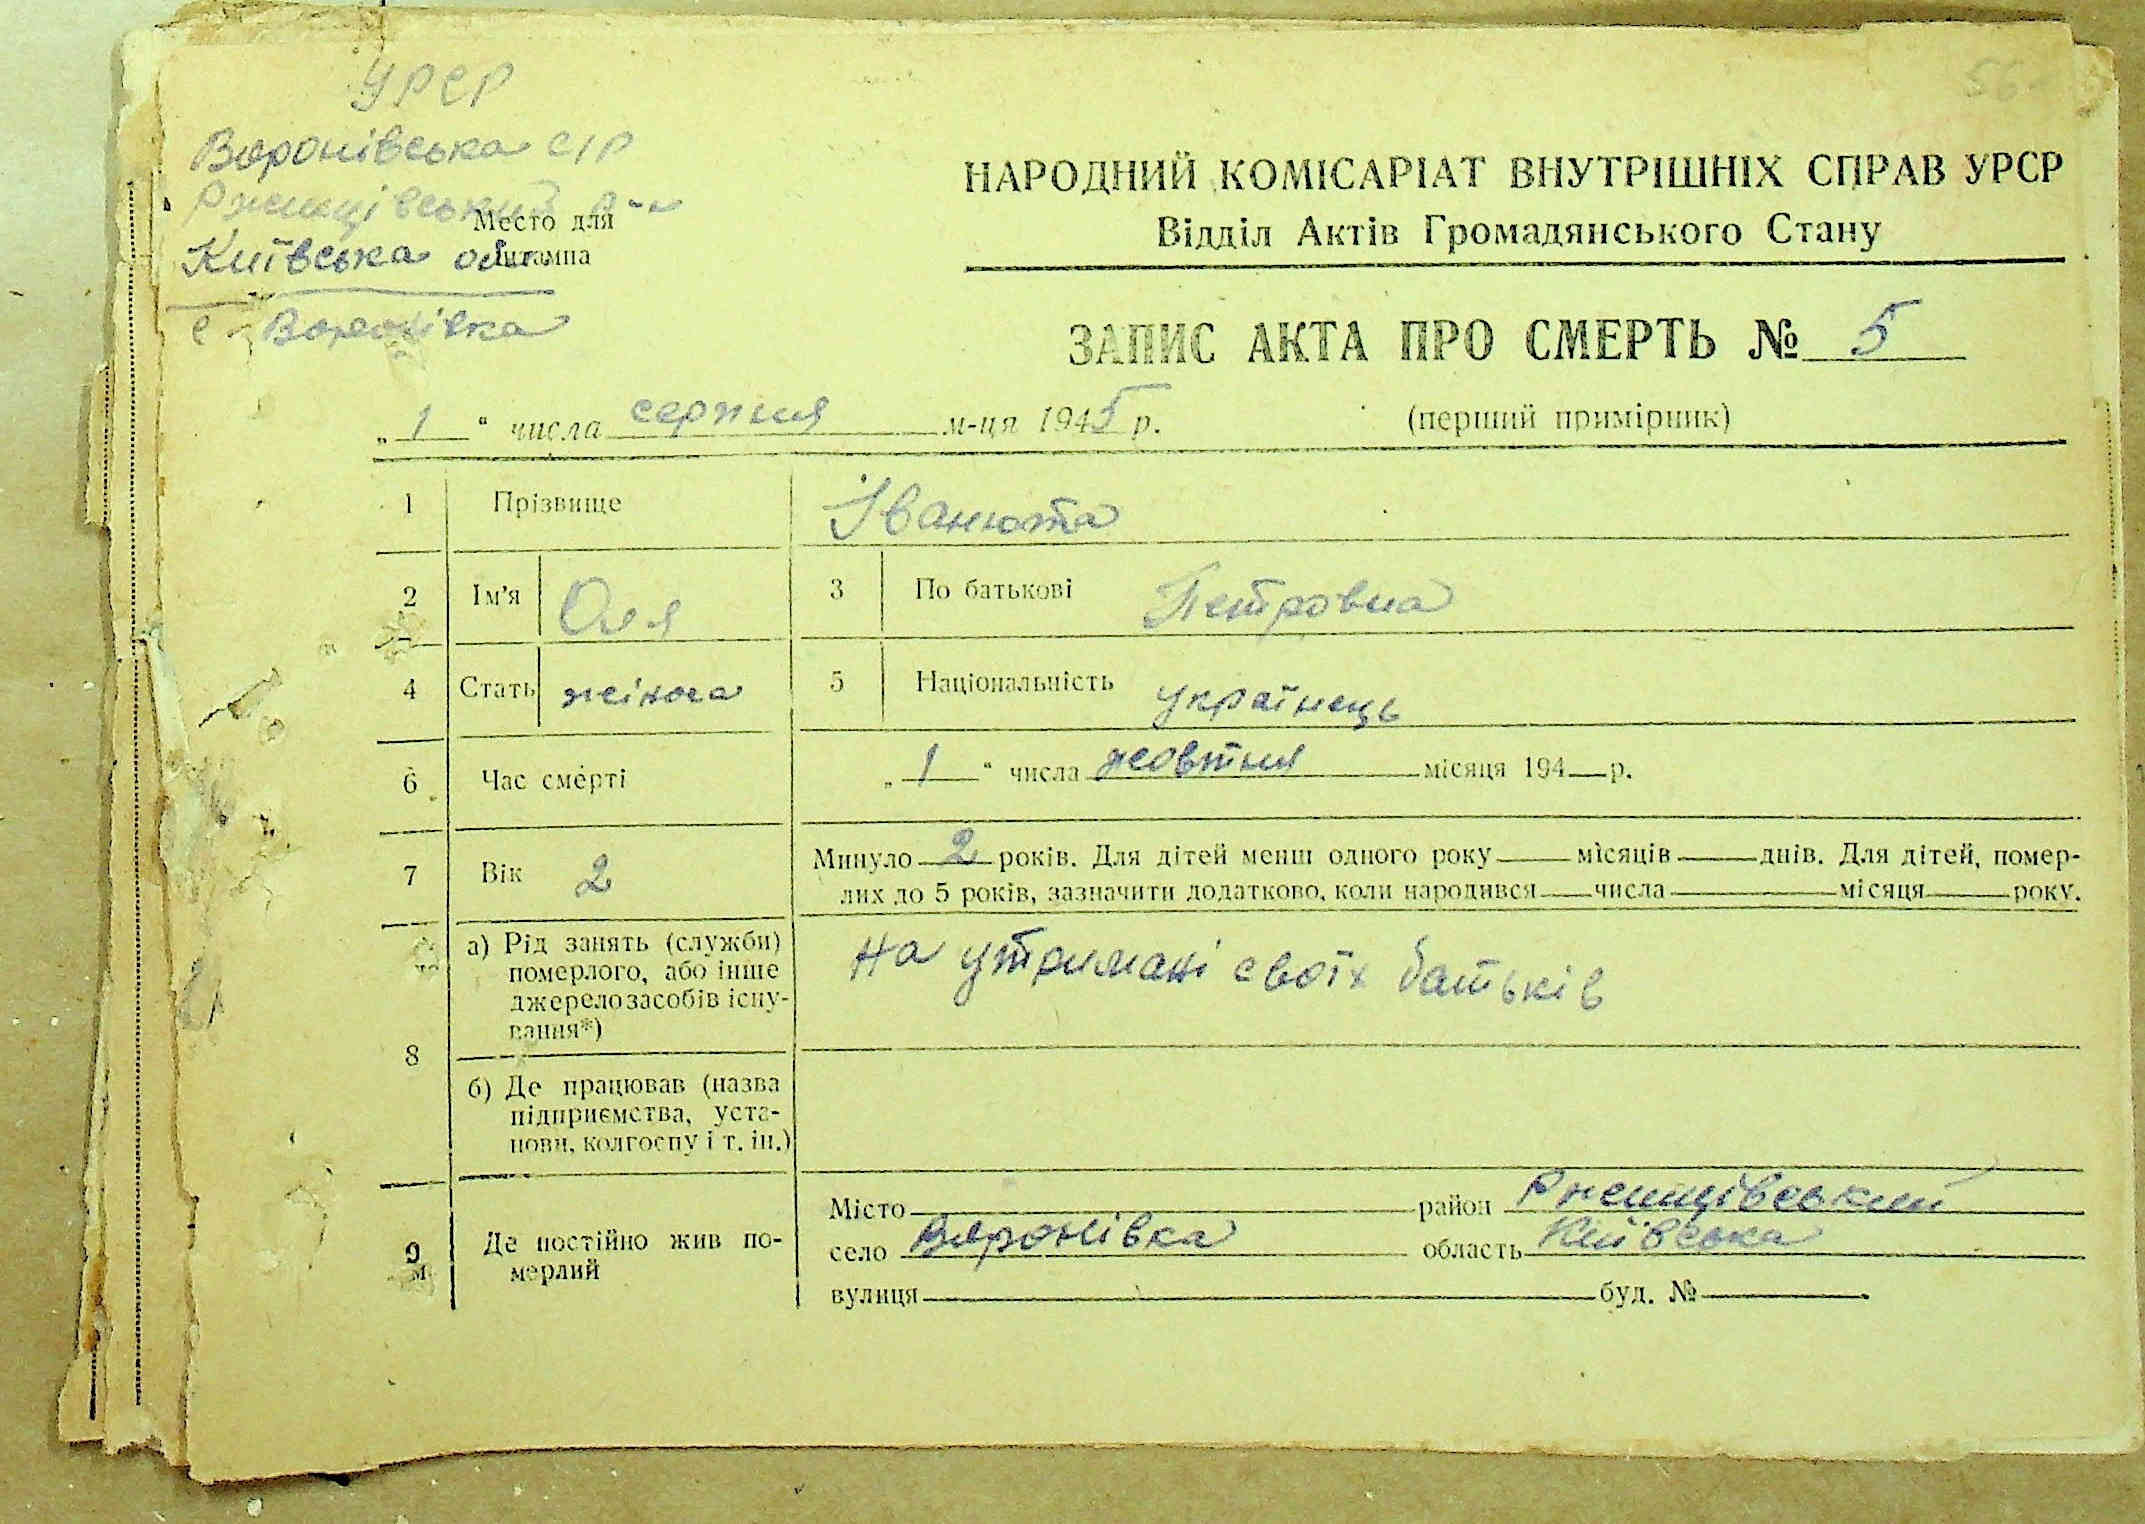 УРСР
56
Воронівська с/р
Ржищівський р-н
Место для
Київська обл.
Штампа
с. Воронівка
НАРОДНИЙ КОМІСАРІАТ ВНУТРІШНІХ СПРАВ УРСР
Відділ Актів Громадянського Стану
ЗАПИС АКТА ПРО СМЕРТЬ № 5
„1“ числа серпня м-ця 1945 р. (перший примірник)
1 Прізвище Іванюта
2 Ім'я Оля 3 По батькові Петровна
4 Стать жіноча 5 Національність українець
6 Час смерті „1“ числа жовтня місяця 194 р.
7 Вік 2 Минуло 2 років. Для дітей менш одного року місяців днів. Для дітей, помер-
лих до 5 років, зазначити додатково, коли народився числа місяця року.
8 а) Рід занять (служби)
померлого, або інше
джерело засобів існу-
вання*)
на утримані своїх батьків
б) Де працював (назва
підприємства, уста-
нови, колгоспу і т. ін.)
9 Де постійно жив по-
мерлий
Місто район Ржищівський
село Воронівка область Київська
вулиця буд. №